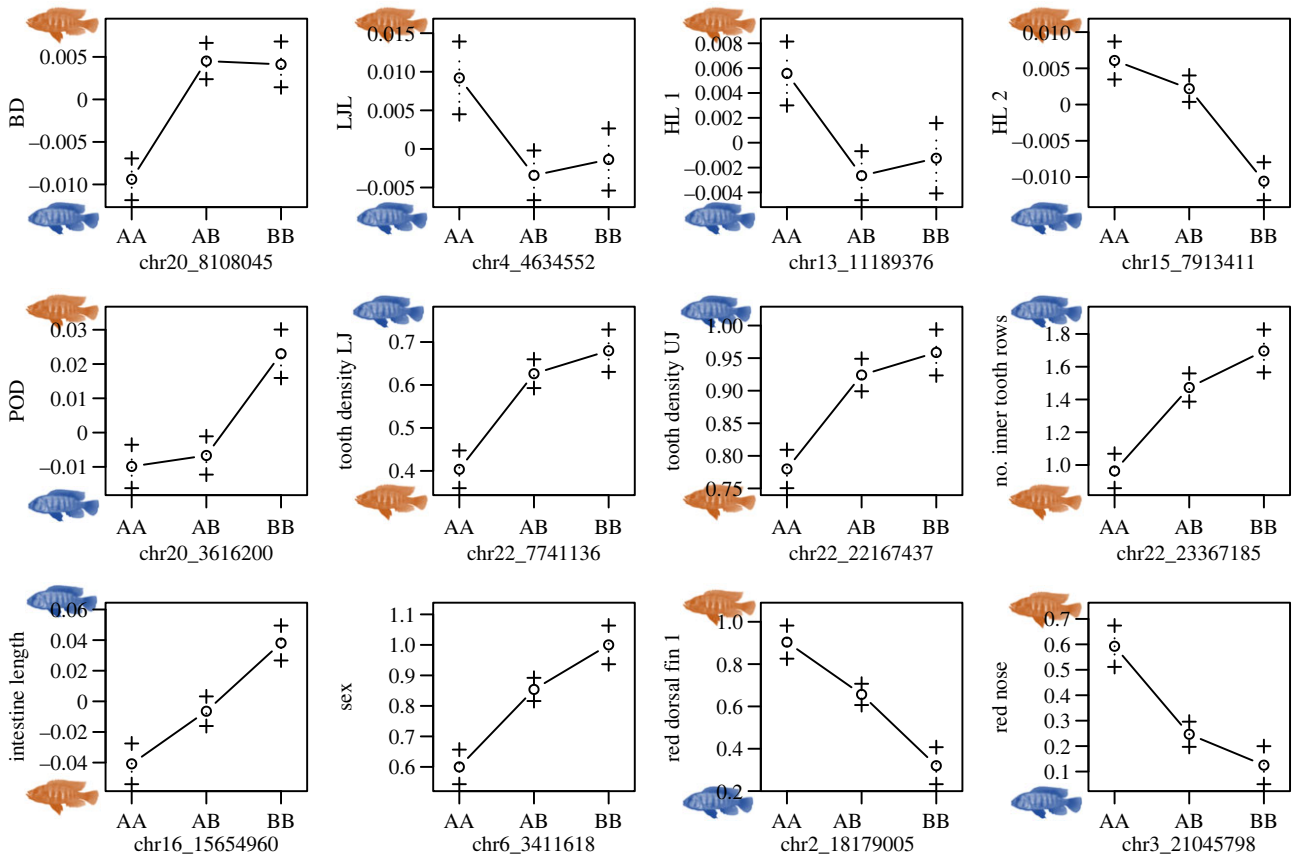 BD
0.005
0
–0.005
–0.010
AA AB BB
chr20_8108045
LJL
0.015
0.010
0.005
0
–0.005
AA AB BB
chr4_4634552
HL 1
0.008
0.006
0.004
0.002
0
–0.002
–0.004
AA AB BB
chr13_11189376
HL 2
0.010
0.005
0
–0.005
–0.010
AA AB BB
chr15_7913411
POD
0.03
0.02
0.01
0
–0.01
AA AB BB
chr20_3616200
tooth density LJ
0.7
0.6
0.5
0.4
AA AB BB
chr22_7741136
tooth density UJ
1.00
0.95
0.90
0.85
0.80
0.75
AA AB BB
chr22_22167437
no. inner tooth rows
1.8
1.6
1.4
1.2
1.0
AA AB BB
chr22_23367185
intestine length
0.06
0.04
0.02
0
–0.02
–0.04
AA AB BB
chr16_15654960
sex
1.1
1.0
0.9
0.8
0.7
0.6
AA AB BB
chr6_3411618
red dorsal fin 1
1.0
0.8
0.6
0.4
0.2
AA AB BB
chr2_18179005
red nose
0.7
0.6
0.5
0.4
0.3
0.2
0.1
AA AB BB
chr3_21045798